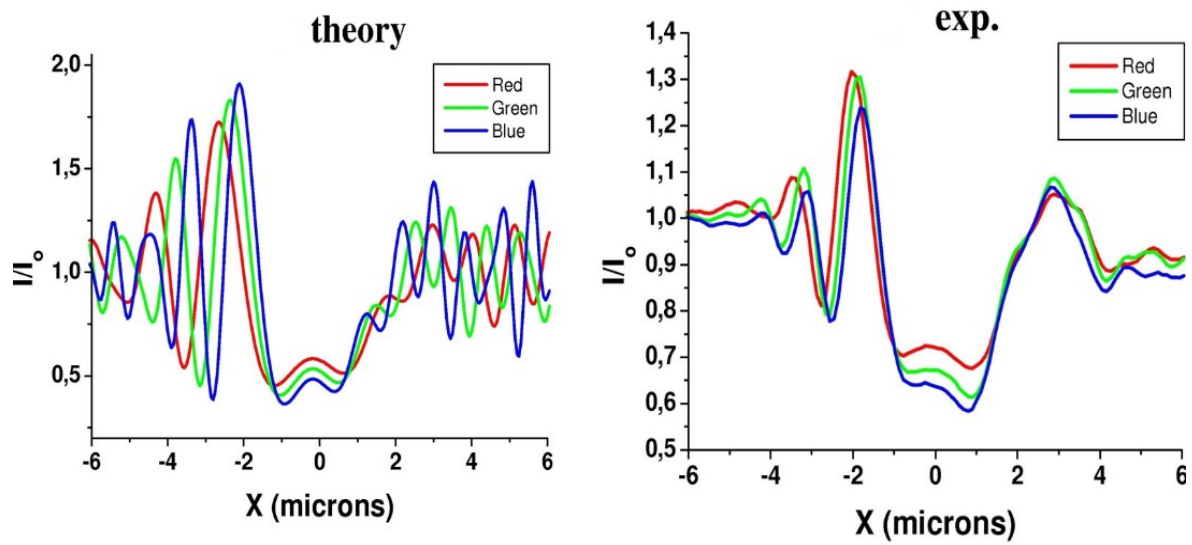 theory
2,0
1,5
1,0
0,5
I/I₀
-6 -4 -2 0 2 4 6
X (microns)
Red
Green
Blue
exp.
1,4
1,3
1,2
1,1
1,0
0,9
0,8
0,7
0,6
0,5
I/I₀
-6 -4 -2 0 2 4 6
X (microns)
Red
Green
Blue